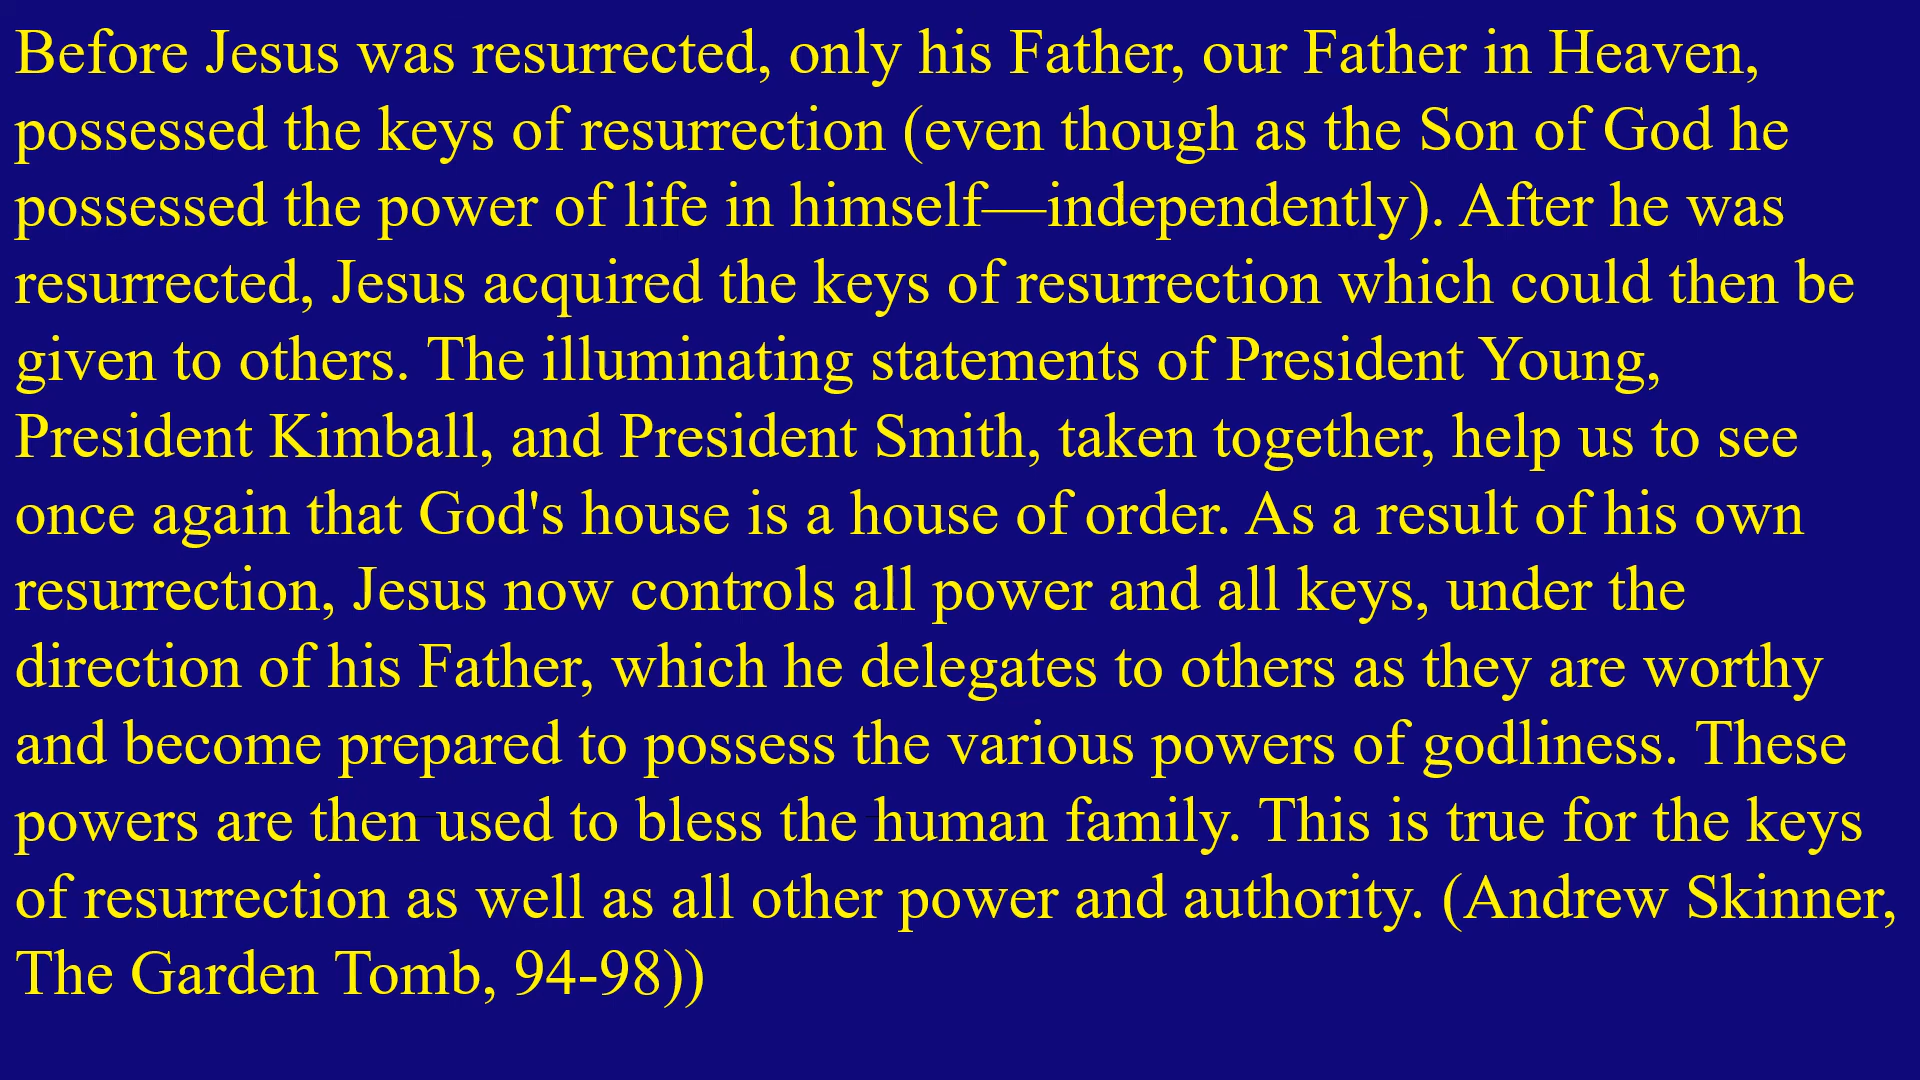 Before Jesus was resurrected, only his Father, our Father in Heaven,
possessed the keys of resurrection (even though as the Son of God he
possessed the power of life in himself—independently). After he was
resurrected, Jesus acquired the keys of resurrection which could then be
given to others. The illuminating statements of President Young,
President Kimball, and President Smith, taken together, help us to see
once again that God's house is a house of order. As a result of his own
resurrection, Jesus now controls all power and all keys, under the
direction of his Father, which he delegates to others as they are worthy
and become prepared to possess the various powers of godliness. These
powers are then used to bless the human family. This is true for the keys
of resurrection as well as all other power and authority. (Andrew Skinner,
The Garden Tomb, 94-98))